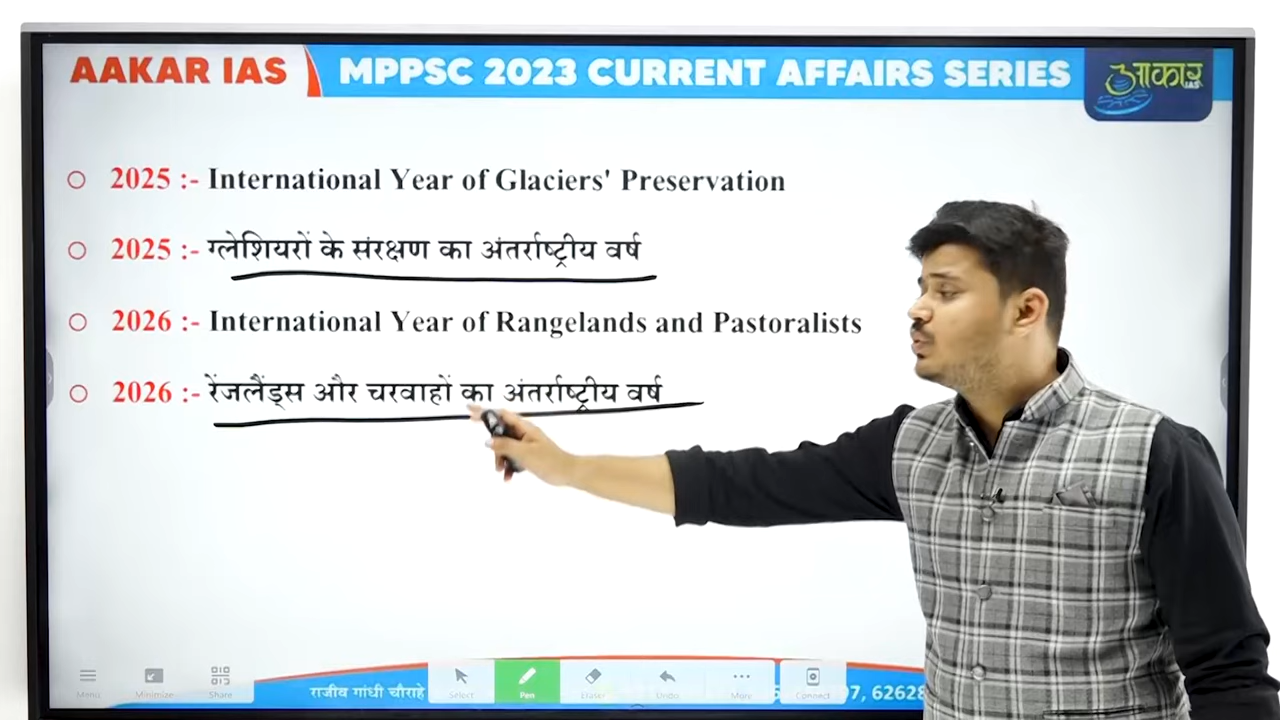 AAKAR IAS
MPPSC 2023 CURRENT AFFAIRS SERIES
आकार
IAS
2025 :- International Year of Glaciers' Preservation
2025 :- ग्लेशियरों के संरक्षण का अंतर्राष्ट्रीय वर्ष
2026 :- International Year of Rangelands and Pastoralists
2026 :- रेंजलैंड्स और चरवाहों का अंतर्राष्ट्रीय वर्ष
Menu Minimize Share Select Pen Eraser Undo More Connect
राजीव गांधी चौराहे